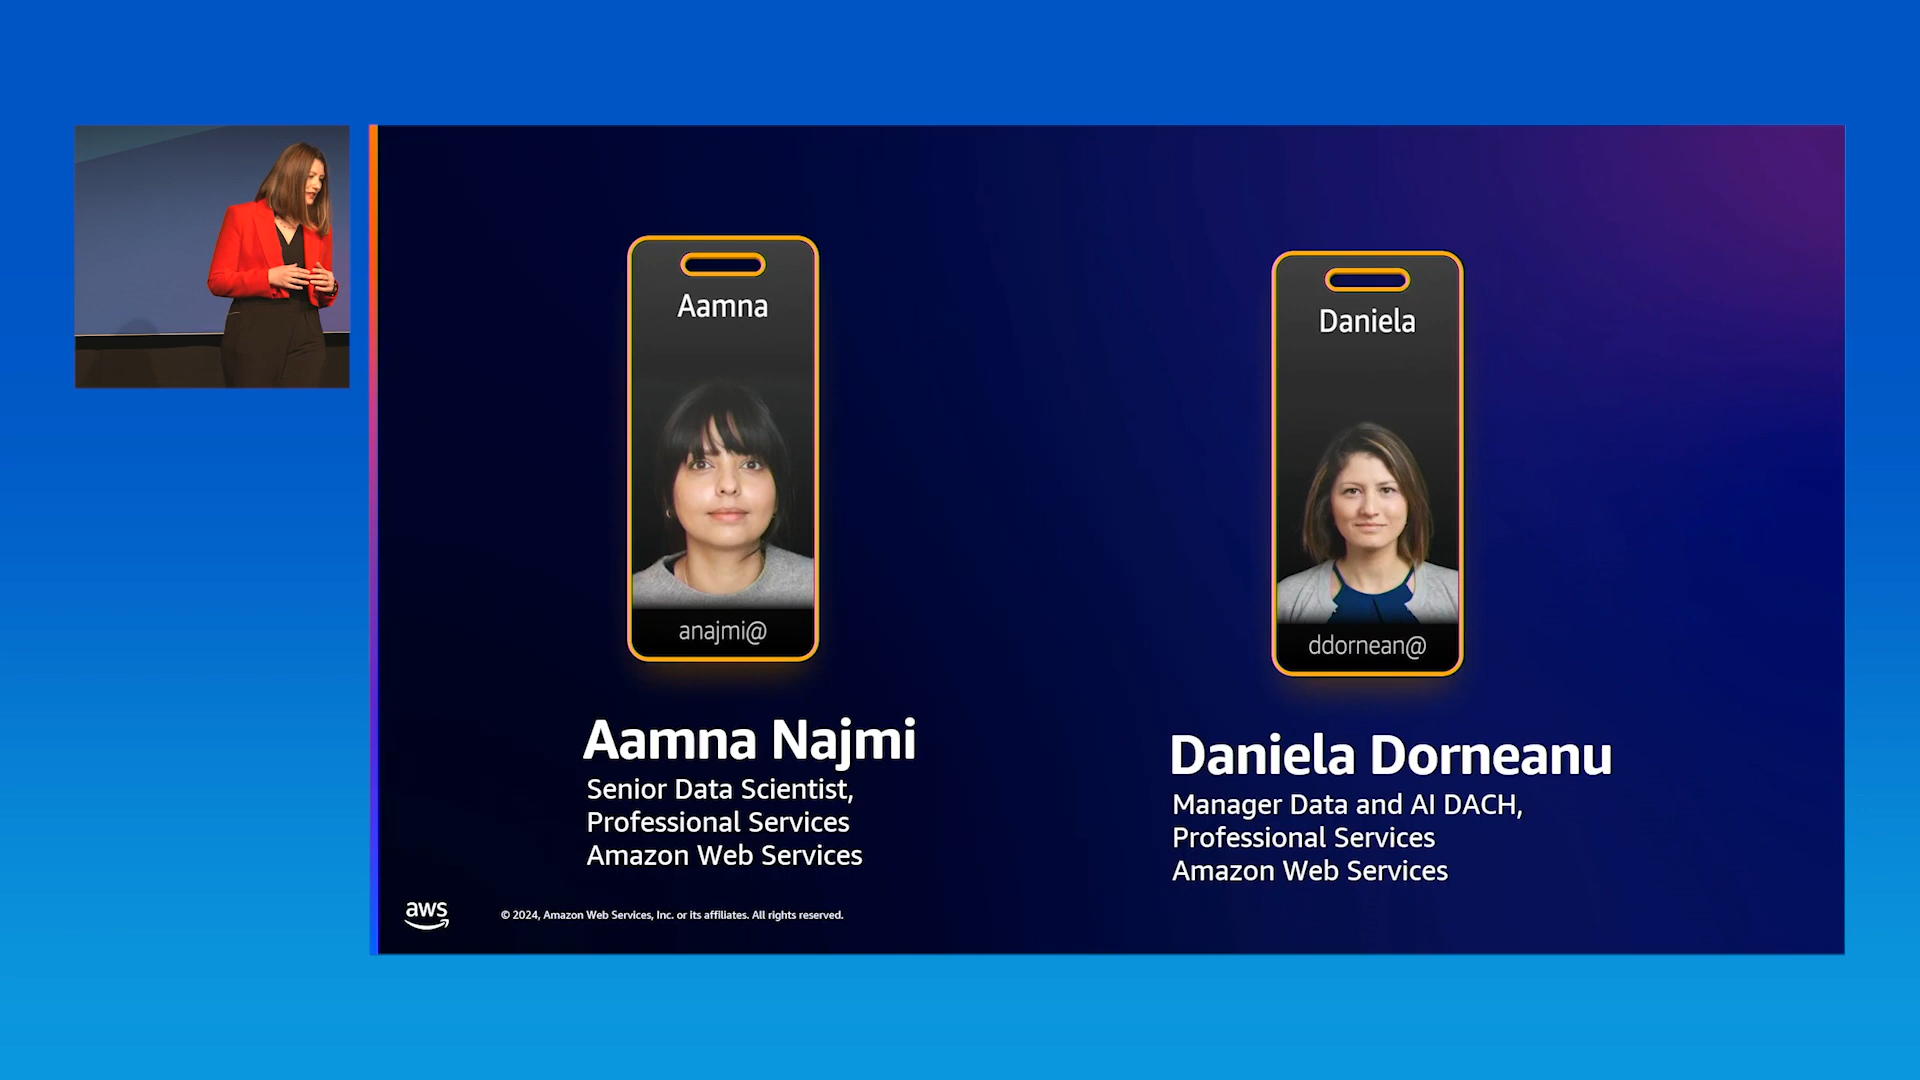 Aamna
anajmi@
Aamna Najmi
Senior Data Scientist,
Professional Services
Amazon Web Services
Daniela
ddornean@
Daniela Dorneanu
Manager Data and AI DACH,
Professional Services
Amazon Web Services
aws
© 2024, Amazon Web Services, Inc. or its affiliates. All rights reserved.